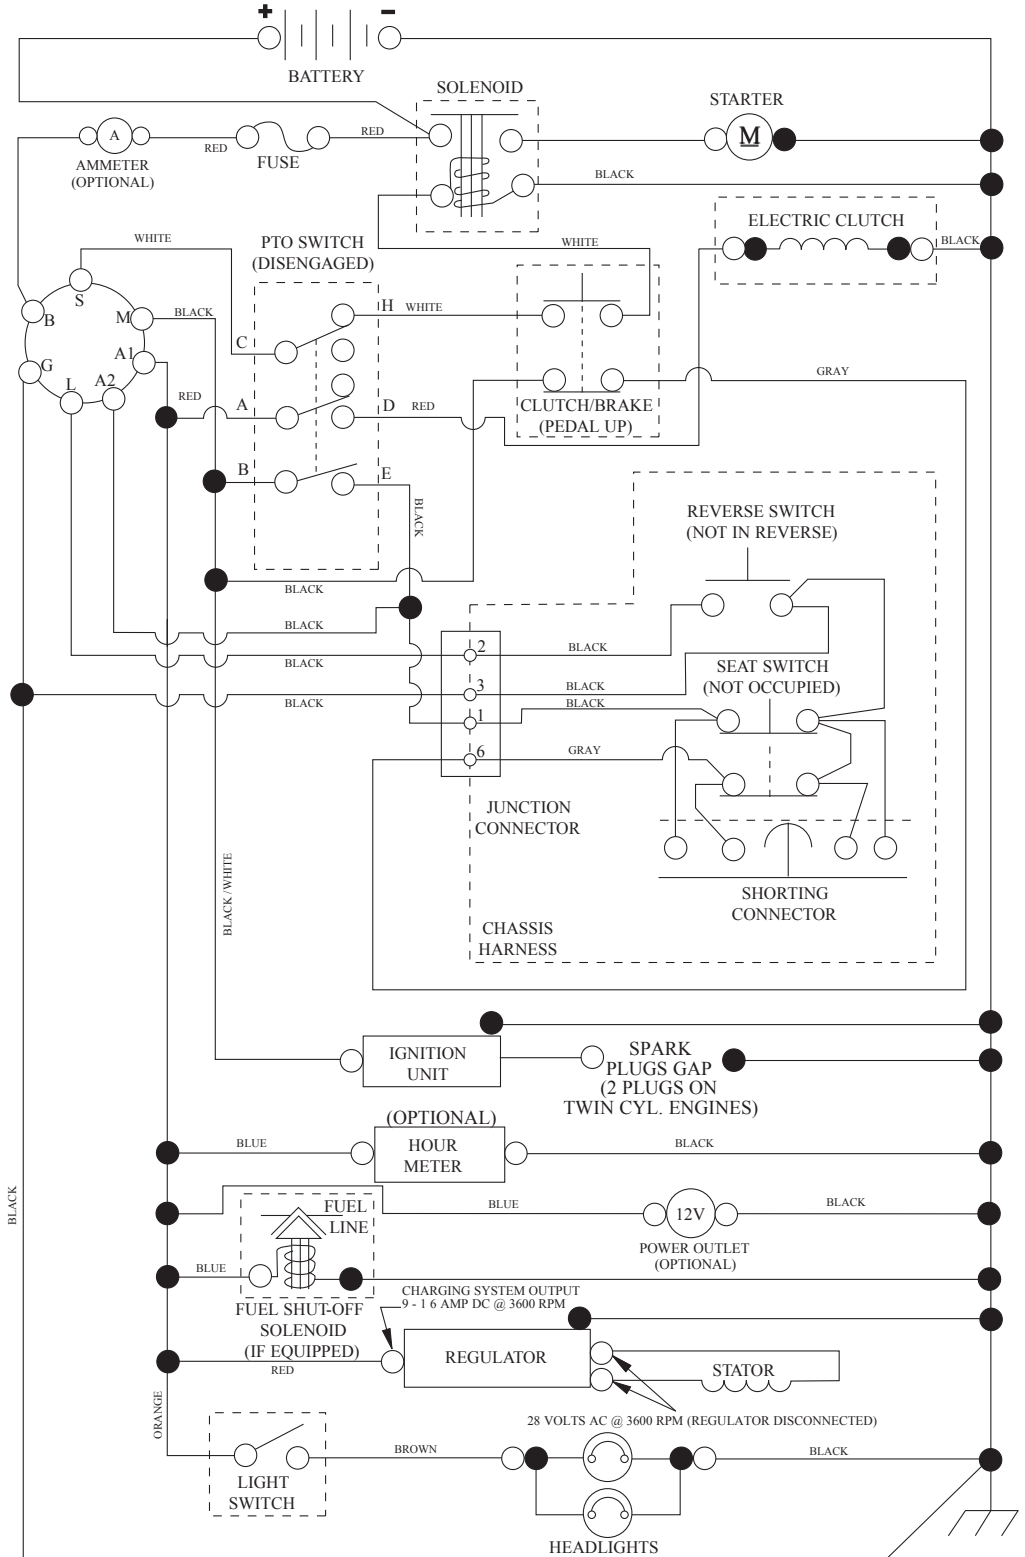 + −
BATTERY
SOLENOID
STARTER
A
RED
FUSE
RED
M
AMMETER
(OPTIONAL)
BLACK
ELECTRIC CLUTCH
BLACK
WHITE
PTO SWITCH
(DISENGAGED)
WHITE
S
B
M
BLACK
H
WHITE
C
G
A1
L
A2
RED
A
D
RED
GRAY
CLUTCH/BRAKE
(PEDAL UP)
B
E
BLACK
REVERSE SWITCH
(NOT IN REVERSE)
BLACK
BLACK
BLACK
2
BLACK
SEAT SWITCH
(NOT OCCUPIED)
BLACK
3
BLACK
BLACK
1
6
GRAY
JUNCTION
CONNECTOR
SHORTING
CONNECTOR
BLACK /WHITE
CHASSIS
HARNESS
IGNITION
UNIT
SPARK
PLUGS GAP
(2 PLUGS ON
TWIN CYL. ENGINES)
(OPTIONAL)
HOUR
METER
BLUE
BLACK
BLACK
BLUE
12V
BLACK
POWER OUTLET
(OPTIONAL)
FUEL
LINE
BLUE
FUEL SHUT-OFF
SOLENOID
(IF EQUIPPED)
CHARGING SYSTEM OUTPUT
9 - 1 6 AMP DC @ 3600 RPM
RED
REGULATOR
STATOR
28 VOLTS AC @ 3600 RPM (REGULATOR DISCONNECTED)
ORANGE
LIGHT
SWITCH
BROWN
BLACK
HEADLIGHTS